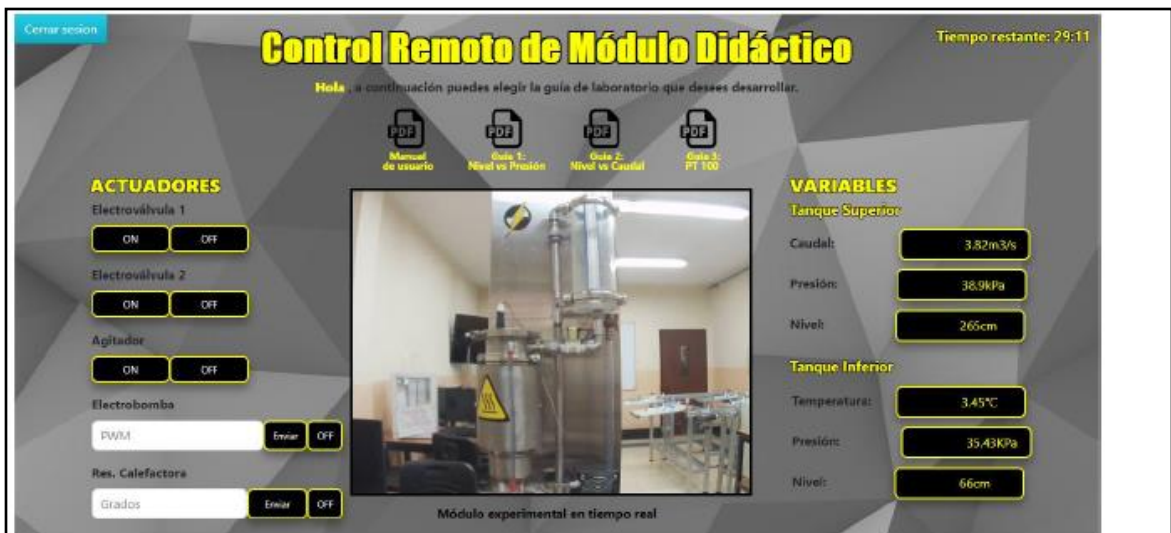 Cerrar sesion
Control Remoto de Módulo Didáctico
Tiempo restante: 29:11
Hola , a continuación puedes elegir la guía de laboratorio que desees desarrollar.
PDF PDF PDF PDF
Manual
de usuario
Guía 1:
Nivel vs Presión
Guía 2:
Nivel vs Caudal
Guía 3:
PT 100
ACTUADORES
Electroválvula 1
ON OFF
Electroválvula 2
ON OFF
Agitador
ON OFF
Electrobomba
PWM Enviar OFF
Res. Calefactora
Grados Enviar OFF
Módulo experimental en tiempo real
VARIABLES
Tanque Superior
Caudal: 3.82m3/s
Presión: 38.9kPa
Nivel: 265cm
Tanque Inferior
Temperatura: 3.45°C
Presión: 35.43KPa
Nivel: 66cm